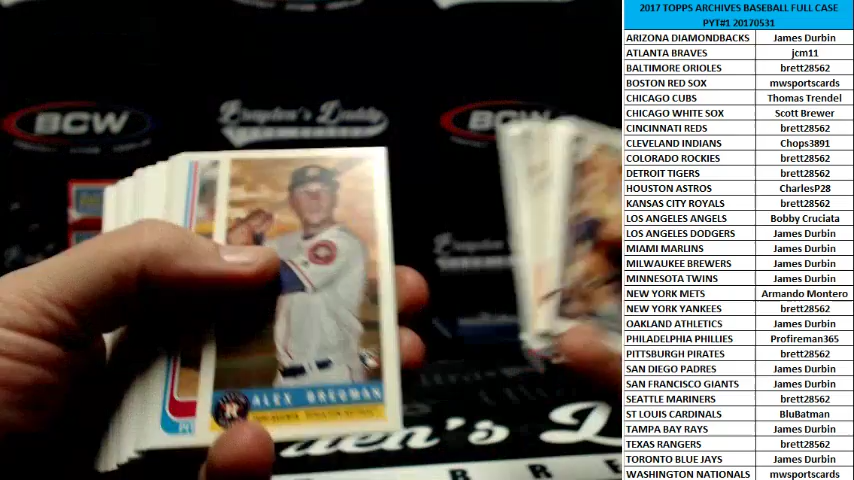 2017 TOPPS ARCHIVES BASEBALL FULL CASE
PYT#1 20170531
ARIZONA DIAMONDBACKS James Durbin
ATLANTA BRAVES jcm11
BALTIMORE ORIOLES brett28562
BOSTON RED SOX mwsportscards
CHICAGO CUBS Thomas Trendel
CHICAGO WHITE SOX Scott Brewer
CINCINNATI REDS brett28562
CLEVELAND INDIANS Chops3891
COLORADO ROCKIES brett28562
DETROIT TIGERS brett28562
HOUSTON ASTROS CharlesP28
KANSAS CITY ROYALS brett28562
LOS ANGELES ANGELS Bobby Cruciata
LOS ANGELES DODGERS James Durbin
MIAMI MARLINS James Durbin
MILWAUKEE BREWERS James Durbin
MINNESOTA TWINS James Durbin
NEW YORK METS Armando Montero
NEW YORK YANKEES brett28562
OAKLAND ATHLETICS James Durbin
PHILADELPHIA PHILLIES Profireman365
PITTSBURGH PIRATES brett28562
SAN DIEGO PADRES James Durbin
SAN FRANCISCO GIANTS James Durbin
SEATTLE MARINERS brett28562
ST LOUIS CARDINALS BluBatman
TAMPA BAY RAYS James Durbin
TEXAS RANGERS brett28562
TORONTO BLUE JAYS James Durbin
WASHINGTON NATIONALS mwsportscards
BCW
Brayden's Daddy
BCW
ALEX BREGMAN
den's D
B R E